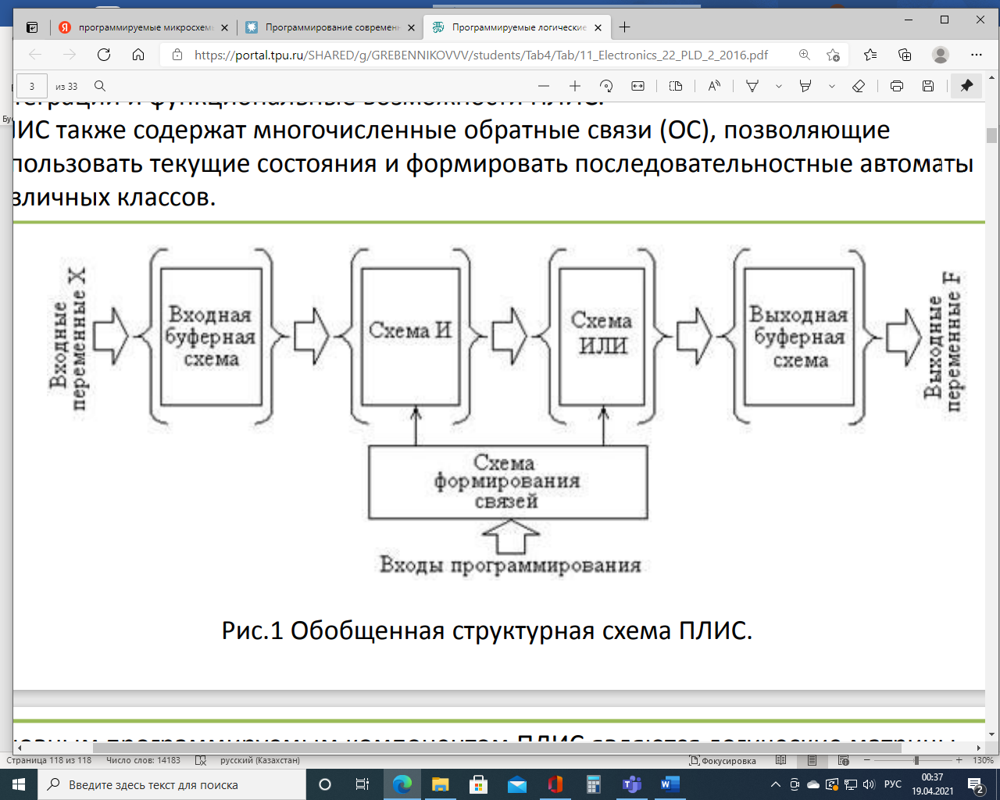 программируемые микросхем
Программирование современн
Программируемые логические
https://portal.tpu.ru/SHARED/g/GREBENNIKOVVV/students/Tab4/Tab/11_Electronics_22_PLD_2_2016.pdf
3 из 33
ЛИС также содержат многочисленные обратные связи (ОС), позволяющие
пользовать текущие состояния и формировать последовательностные автоматы
зличных классов.
Входные
переменные X
Входная
буферная
схема
Схема И
Схема
ИЛИ
Выходная
буферная
схема
Выходные
переменные F
Схема
формирования
связей
Входы программирования
Рис.1 Обобщенная структурная схема ПЛИС.
Страница 118 из 118 Число слов: 14183 русский (Казахстан) Фокусировка 130%
Введите здесь текст для поиска
РУС
00:37
19.04.2021
2